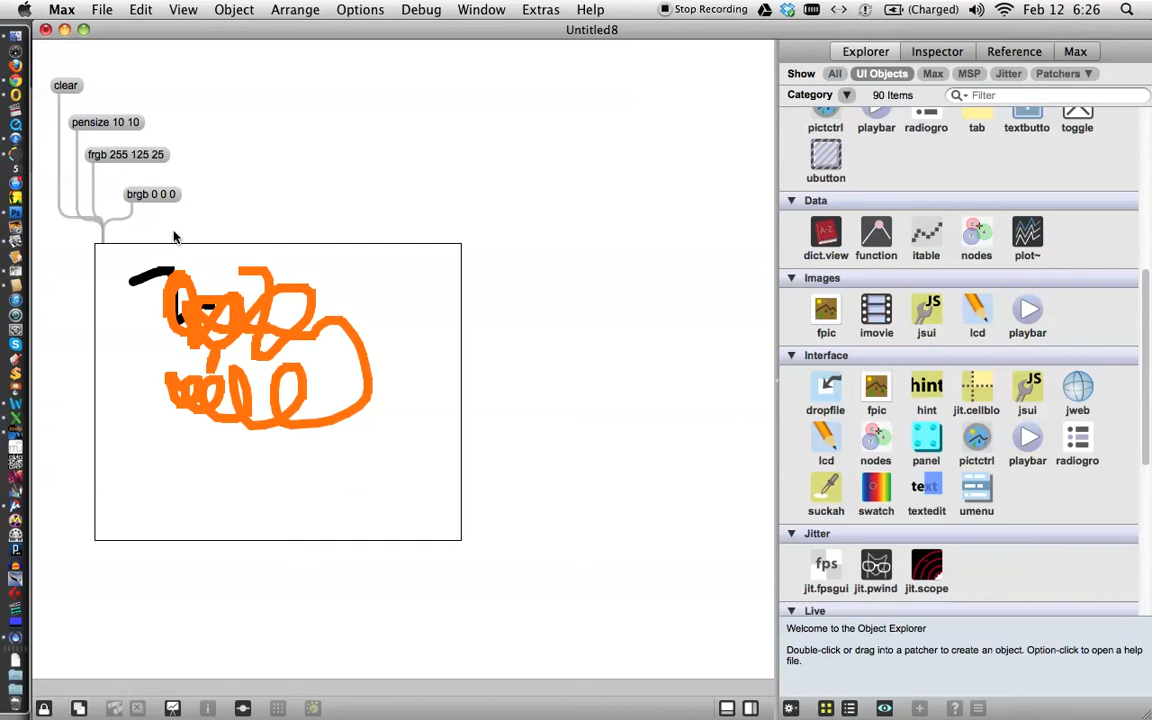 Max File Edit View Object Arrange Options Debug Window Extras Help Stop Recording (Charged) Feb 12 6:26
Untitled8
Explorer Inspector Reference Max
Show All UI Objects Max MSP Jitter Patchers ▼
Category ▼ 90 Items Filter
clear
pensize 10 10
frgb 255 125 25
brgb 0 0 0
pictctrl playbar radiogro tab textbutto toggle
ubutton
Data
dict.view function itable nodes plot~
Images
fpic imovie jsui lcd playbar
Interface
dropfile fpic hint jit.cellblo jsui jweb
lcd nodes panel pictctrl playbar radiogro
suckah swatch textedit umenu
Jitter
jit.fpsgui jit.pwind jit.scope
Live
Welcome to the Object Explorer
Double-click or drag into a patcher to create an object. Option-click to open a help
file.